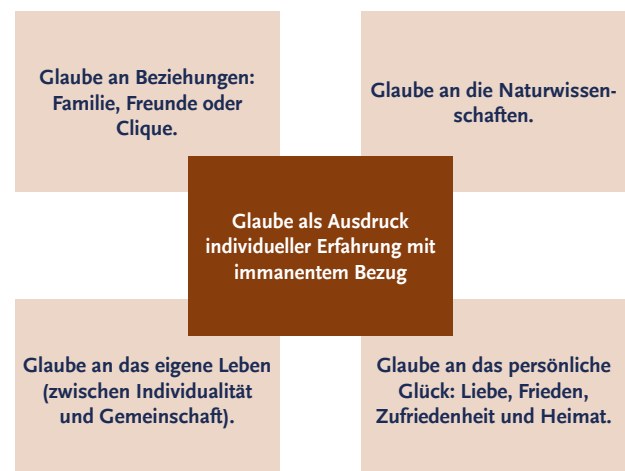 Glaube an Beziehungen:
Familie, Freunde oder
Clique.
Glaube an die Naturwissen-
schaften.
Glaube als Ausdruck
individueller Erfahrung mit
immanentem Bezug
Glaube an das eigene Leben
(zwischen Individualität
und Gemeinschaft).
Glaube an das persönliche
Glück: Liebe, Frieden,
Zufriedenheit und Heimat.